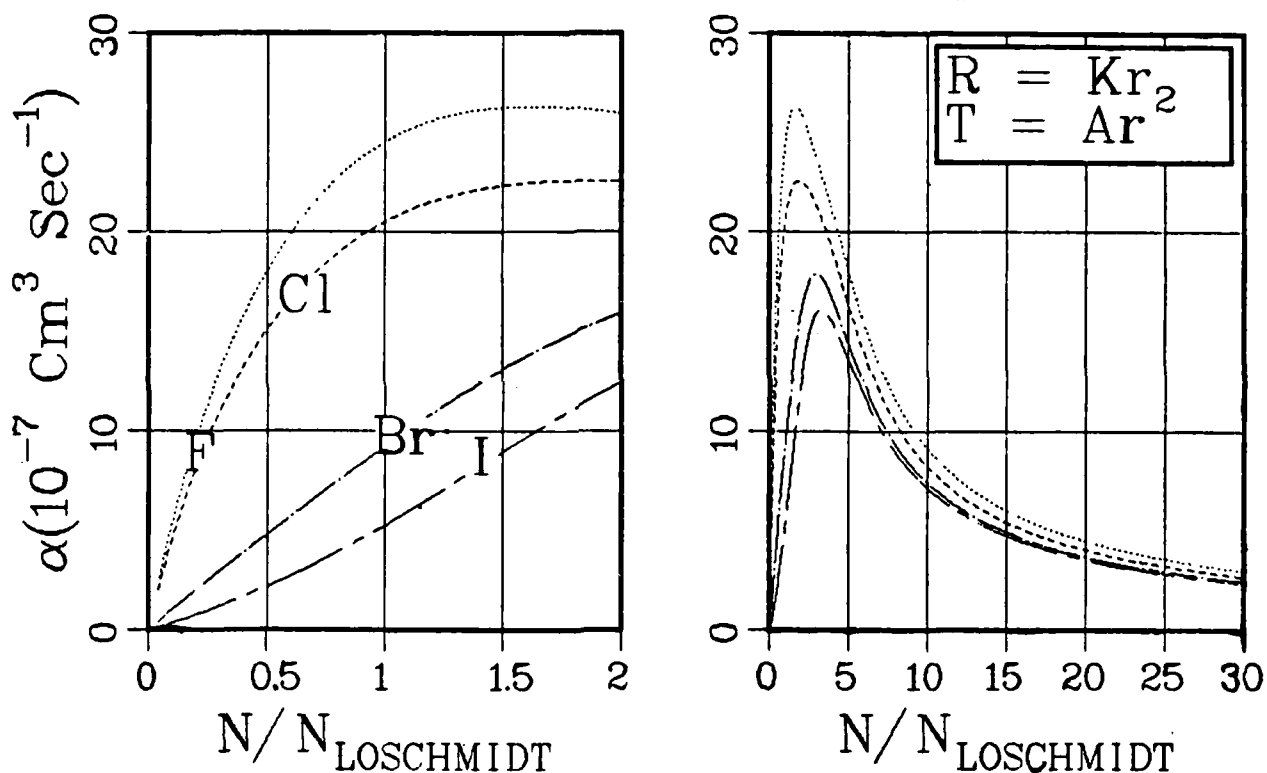 α(10⁻⁷ Cm³ Sec⁻¹)
30
20
10
0
F
Cl
Br
I
0 0.5 1 1.5 2
N/N_LOSCHMIDT
30
20
10
0
R = Kr₂
T = Ar
0 5 10 15 20 25 30
N/N_LOSCHMIDT